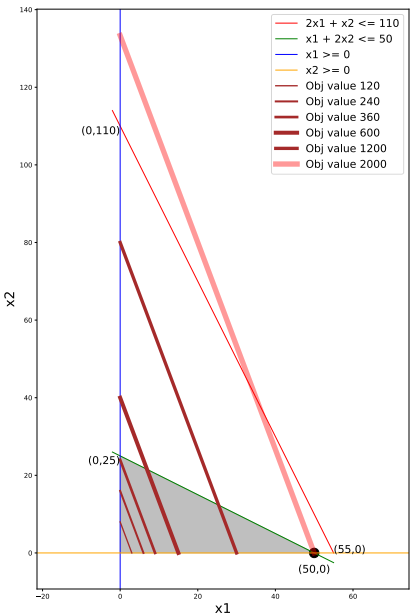 140
120
100
80
60
40
20
0
x2
(0,110)
(0,25)
(55,0)
(50,0)
−20
0
20
40
60
x1
2x1 + x2 <= 110
x1 + 2x2 <= 50
x1 >= 0
x2 >= 0
Obj value 120
Obj value 240
Obj value 360
Obj value 600
Obj value 1200
Obj value 2000